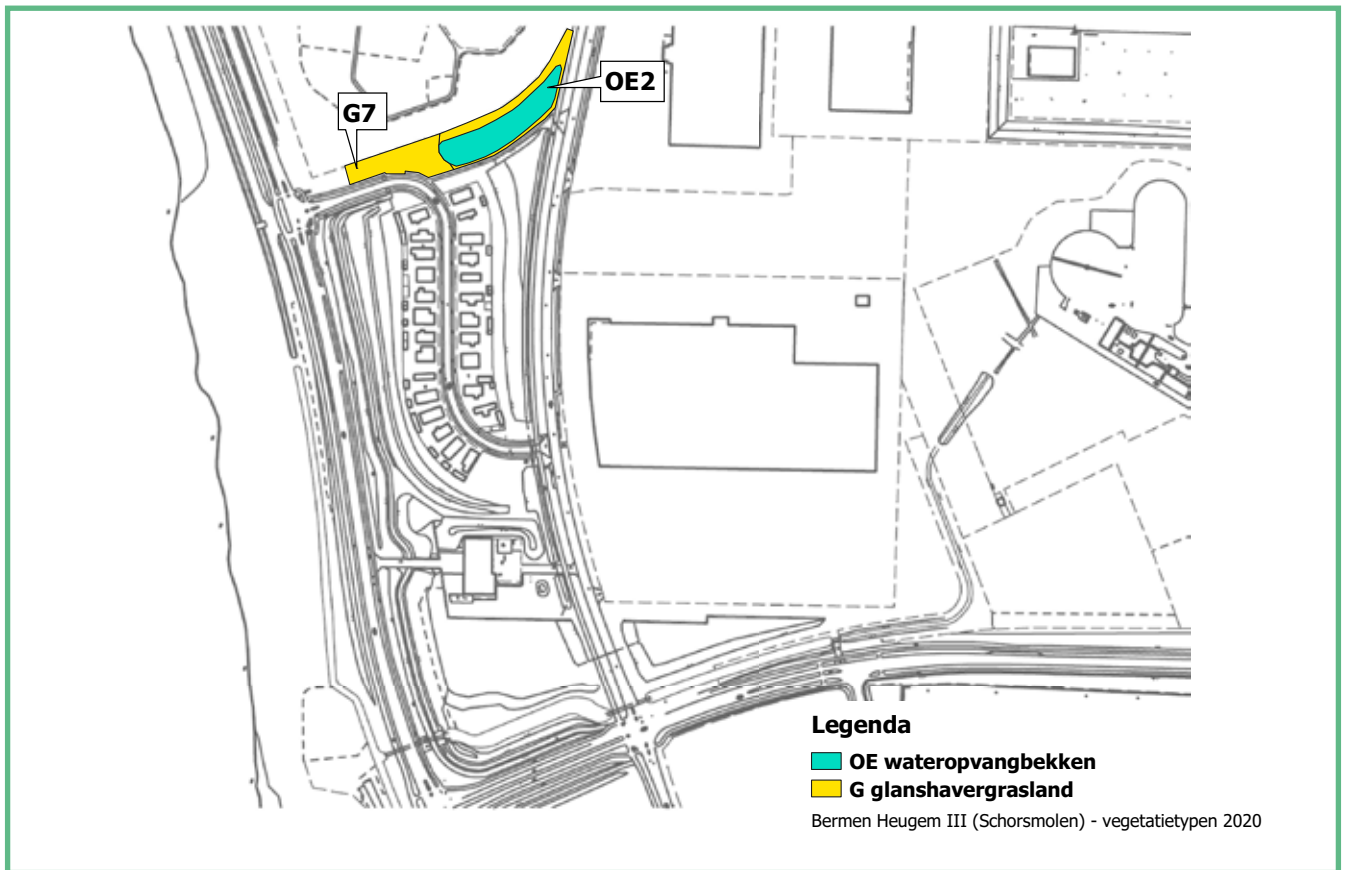 OE2
G7
Legenda
OE wateropvangbekken
G glanshavergrasland
Bermen Heugem III (Schorsmolen) - vegetatietypen 2020